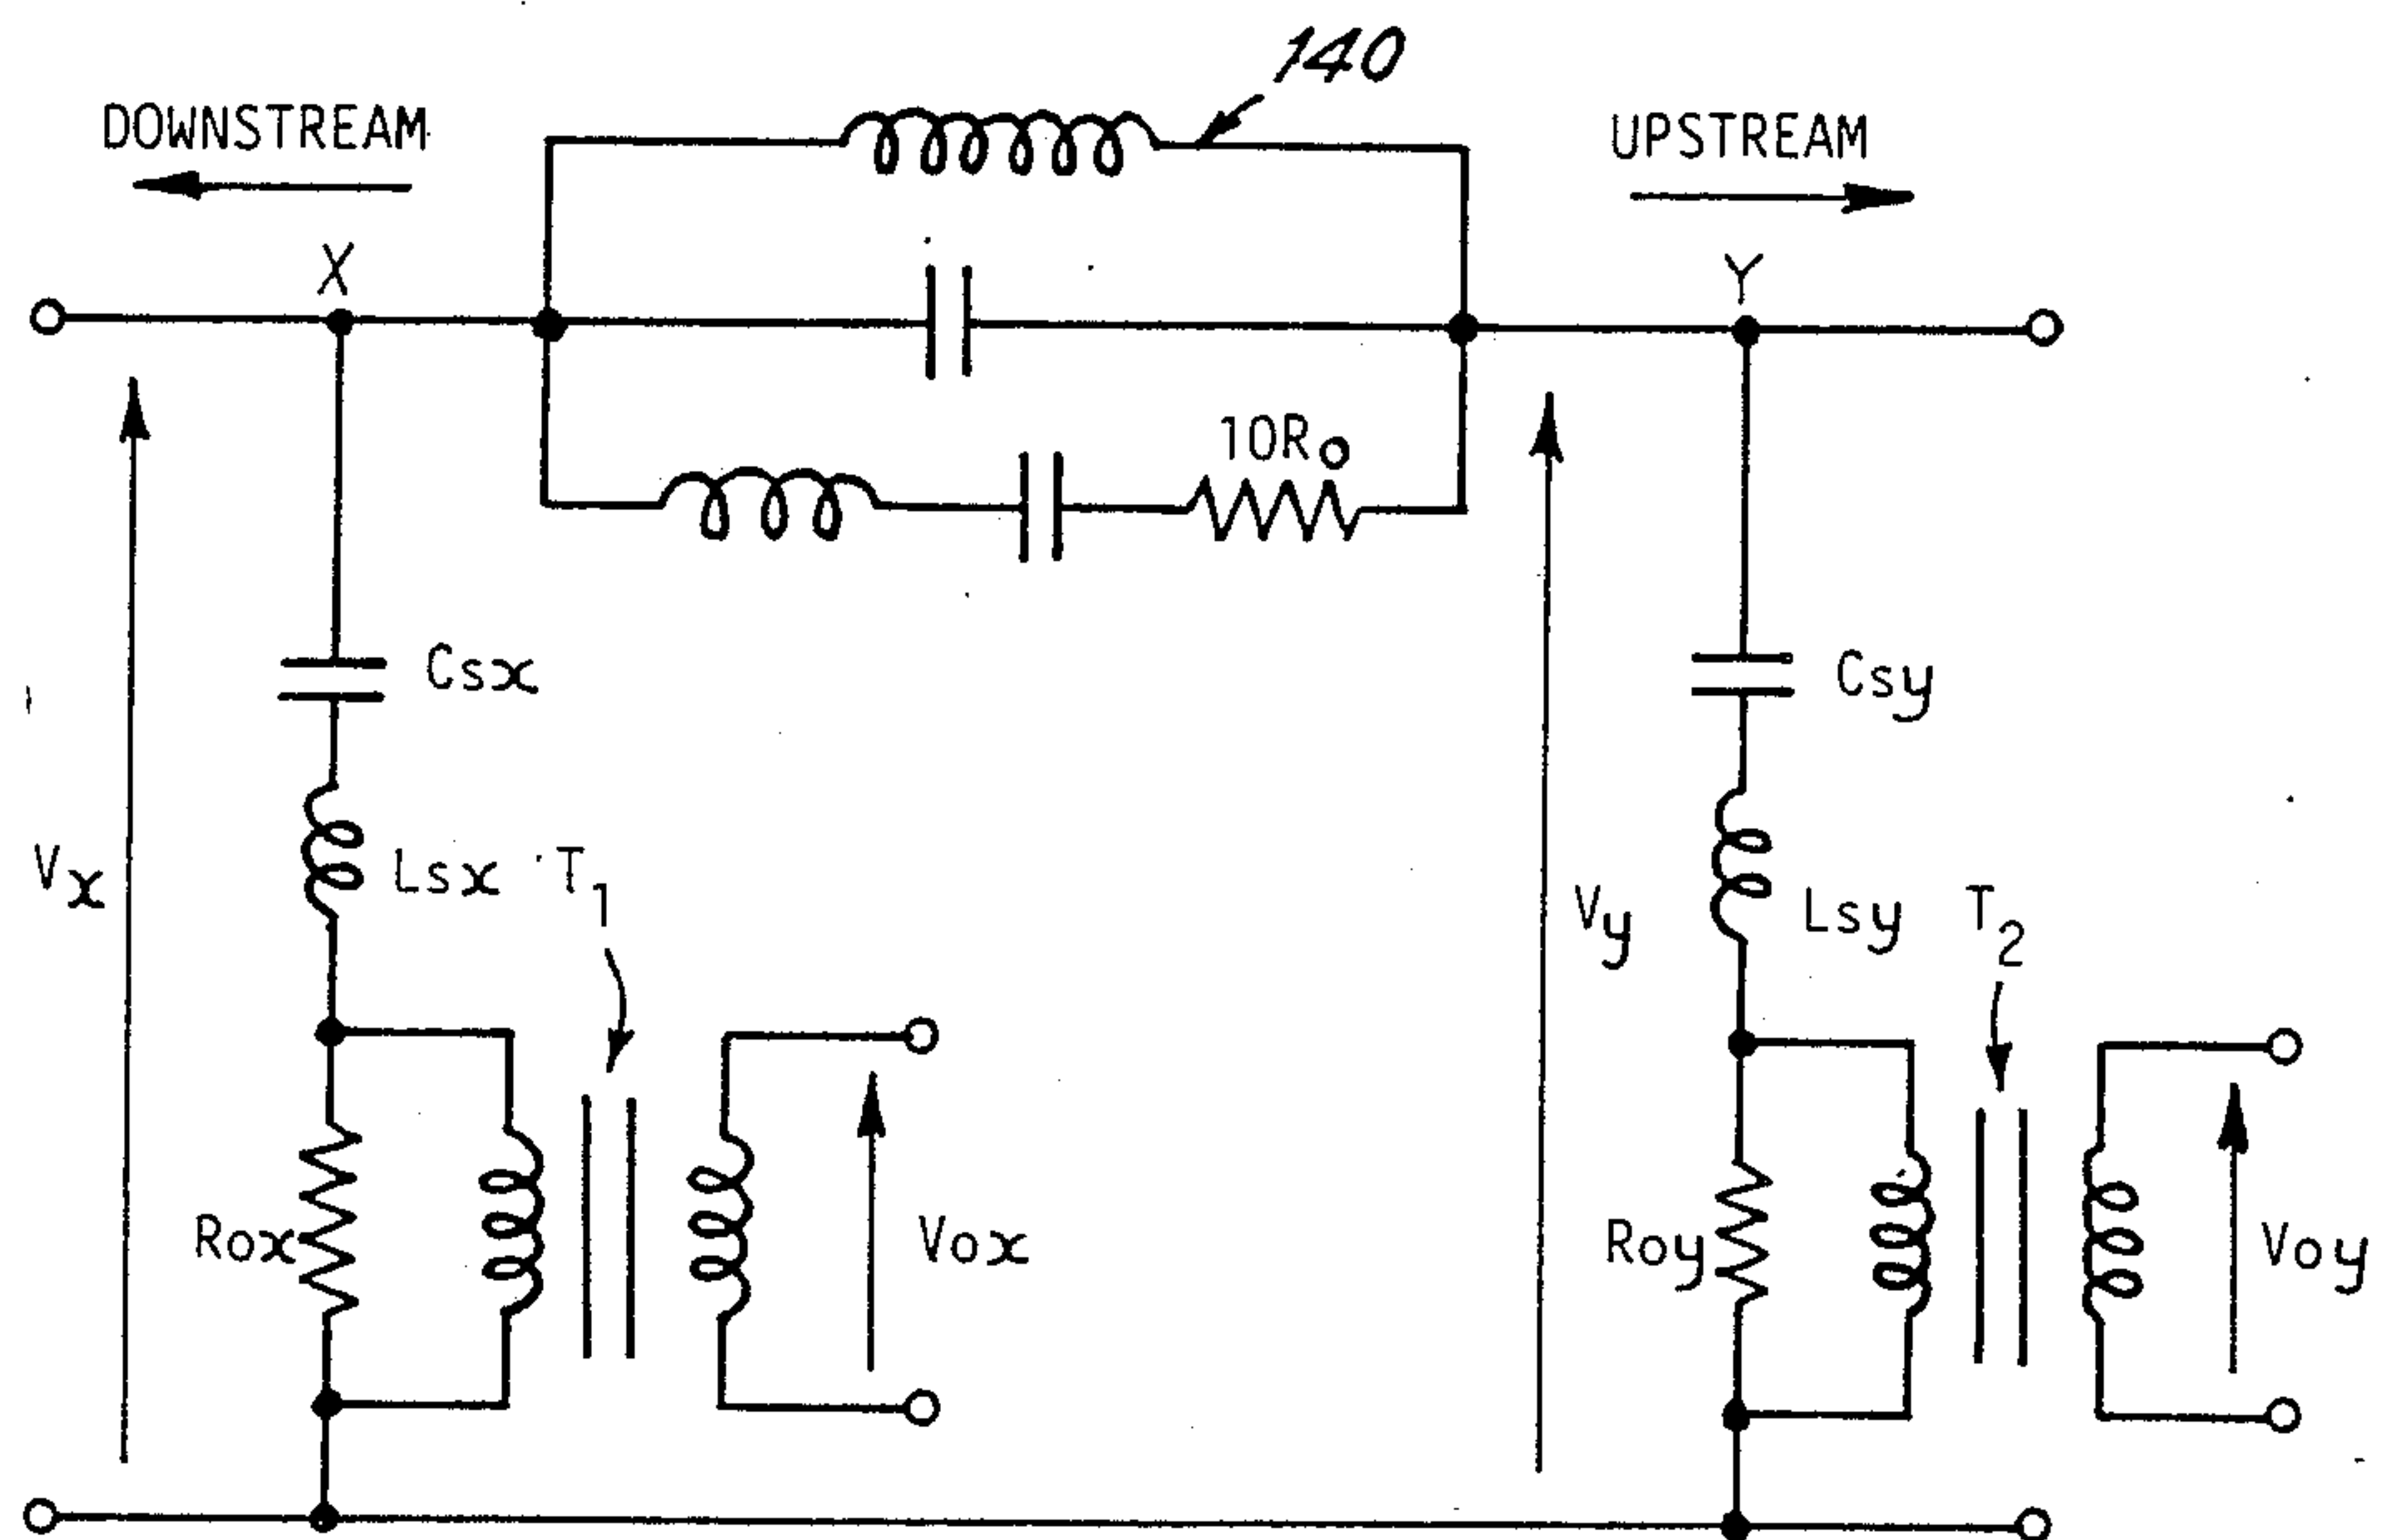 140
DOWNSTREAM
UPSTREAM
X
Y
10Ro
Csx
Csy
Vx
Lsx
T1
Vy
Lsy
T2
Rox
Vox
Roy
Voy